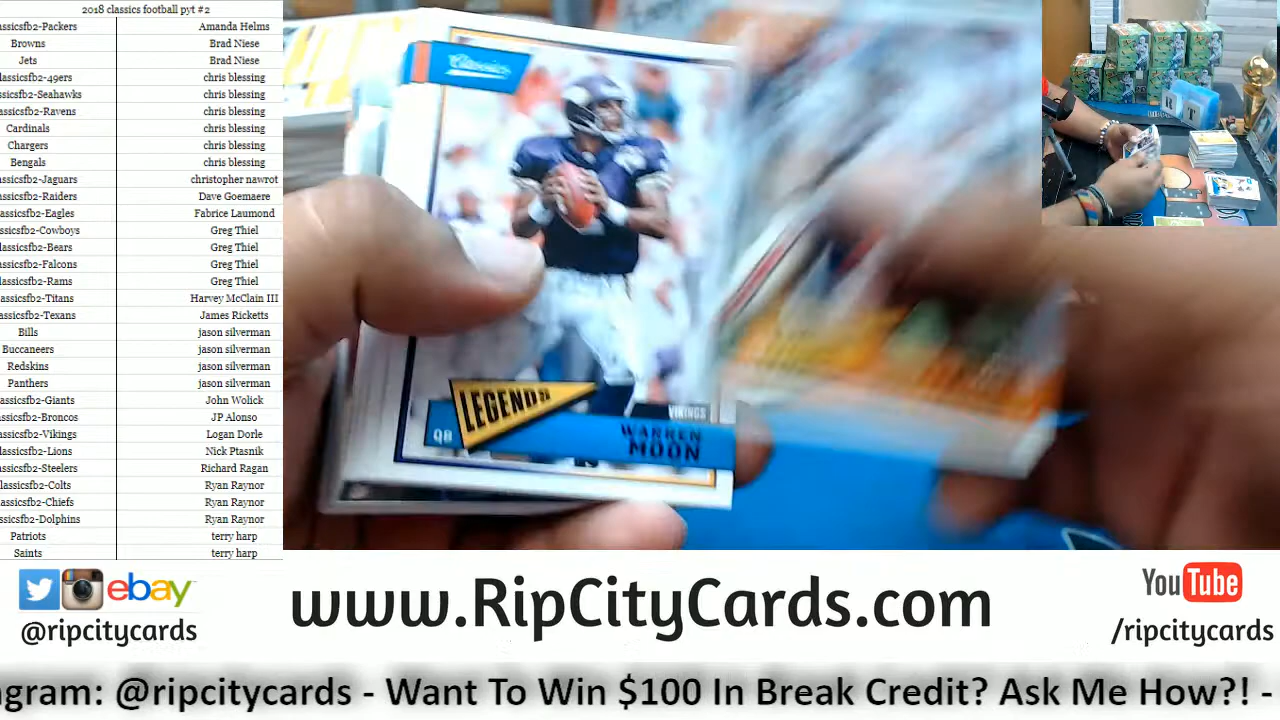 2018 classics football pyt #2
assicsfb2-Packers Amanda Helms
Browns Brad Niese
Jets Brad Niese
lassicsfb2-49ers chris blessing
assicsfb2-Seahawks chris blessing
assicsfb2-Ravens chris blessing
Cardinals chris blessing
Chargers chris blessing
Bengals chris blessing
assicsfb2-Jaguars christopher nawrot
assicsfb2-Raiders Dave Goemaere
lassicsfb2-Eagles Fabrice Laumond
assicsfb2-Cowboys Greg Thiel
lassicsfb2-Bears Greg Thiel
assicsfb2-Falcons Greg Thiel
lassicsfb2-Rams Greg Thiel
lassicsfb2-Titans Harvey McClain III
lassicsfb2-Texans James Ricketts
Bills jason silverman
Buccaneers jason silverman
Redskins jason silverman
Panthers jason silverman
lassicsfb2-Giants John Wolick
assicsfb2-Broncos JP Alonso
assicsfb2-Vikings Logan Dorle
lassicsfb2-Lions Nick Ptasnik
assicsfb2-Steelers Richard Ragan
lassicsfb2-Colts Ryan Raynor
assicsfb2-Chiefs Ryan Raynor
ssicsfb2-Dolphins Ryan Raynor
Patriots terry harp
Saints terry harp
Classics
LEGENDS
VIKINGS
QB
WARREN
MOON
R T
ebay
@ripcitycards
www.RipCityCards.com
YouTube
/ripcitycards
gram: @ripcitycards - Want To Win $100 In Break Credit? Ask Me How?! -